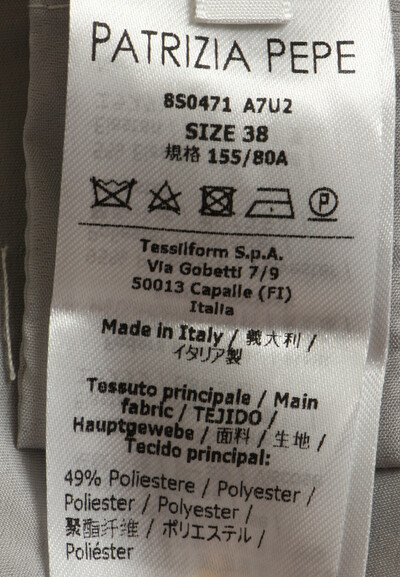 PATRIZIA PEPE
8S0471 A7U2
SIZE 38
规格 155/80A
P
Tessilform S.p.A.
Via Gobetti 7/9
50013 Capalle (FI)
Italia
Made in Italy / 義大利 /
イタリア製
Tessuto principale / Main
fabric / TEJIDO /
Hauptgewebe / 面料 / 生地 /
Tecido principal:
49% Poliestere / Polyester /
Poliester / Polyester /
聚酯纤维 / ポリエステル /
Poliéster